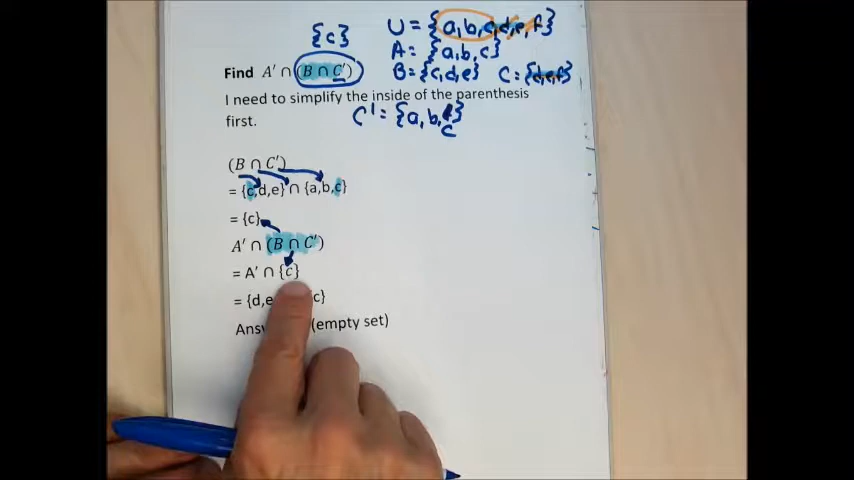 {c}
U = {a,b,c,d,e,f}
A = {a,b,c}
B = {c,d,e} C = {d,e,f}
Find A' ∩ (B ∩ C')
I need to simplify the inside of the parenthesis
first.
C' = {a,b,c}
(B ∩ C')
= {c,d,e} ∩ {a,b,c}
= {c}
A' ∩ (B ∩ C')
= A' ∩ {c}
= {d,e c}
(empty set)